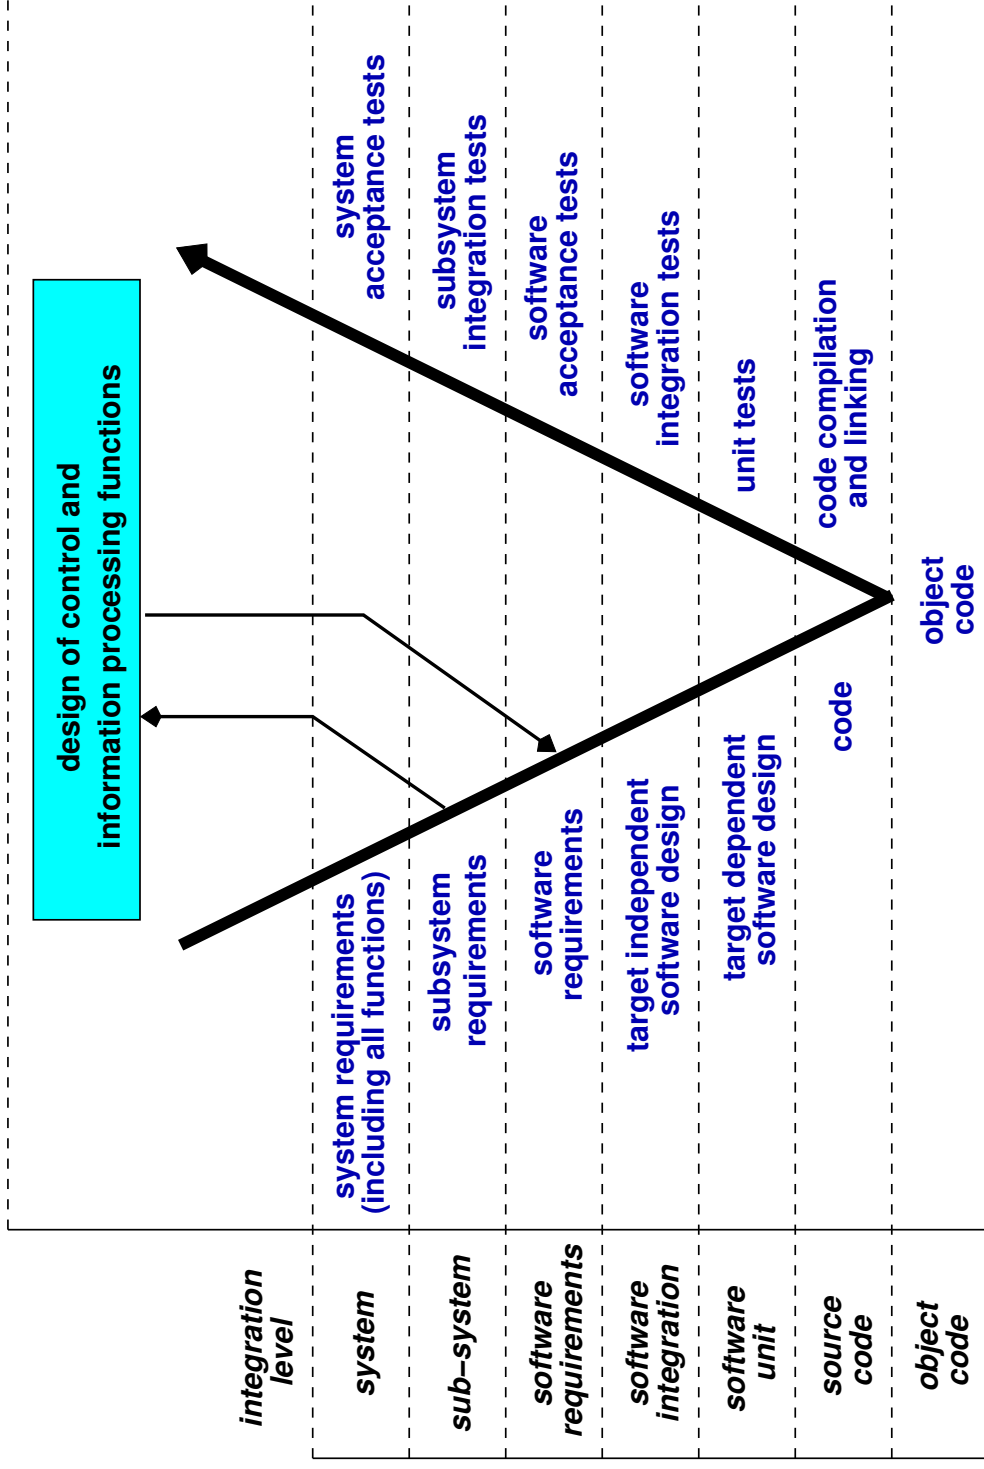 design of control and
information processing functions
integration
level
system
system requirements
(including all functions)
system
acceptance tests
sub−system
subsystem
requirements
subsystem
integration tests
software
requirements
software
requirements
software
acceptance tests
software
integration
target independent
software design
software
integration tests
software
unit
target dependent
software design
unit tests
source
code
code
code compilation
and linking
object
code
object
code